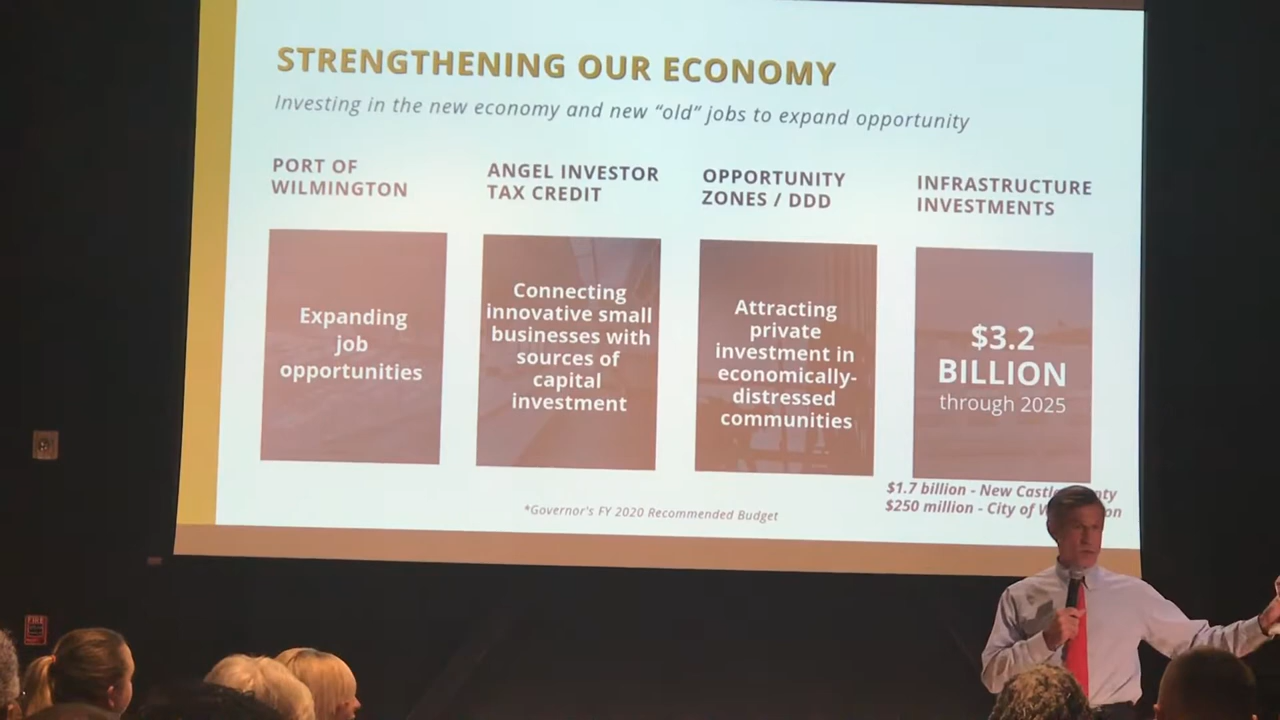 STRENGTHENING OUR ECONOMY
Investing in the new economy and new “old” jobs to expand opportunity
PORT OF
WILMINGTON
Expanding
job
opportunities
ANGEL INVESTOR
TAX CREDIT
Connecting
innovative small
businesses with
sources of
capital
investment
OPPORTUNITY
ZONES / DDD
Attracting
private
investment in
economically-
distressed
communities
INFRASTRUCTURE
INVESTMENTS
$3.2
BILLION
through 2025
$1.7 billion - New
$250 million - City of
*Governor's FY 2020 Recommended Budget
FIRE